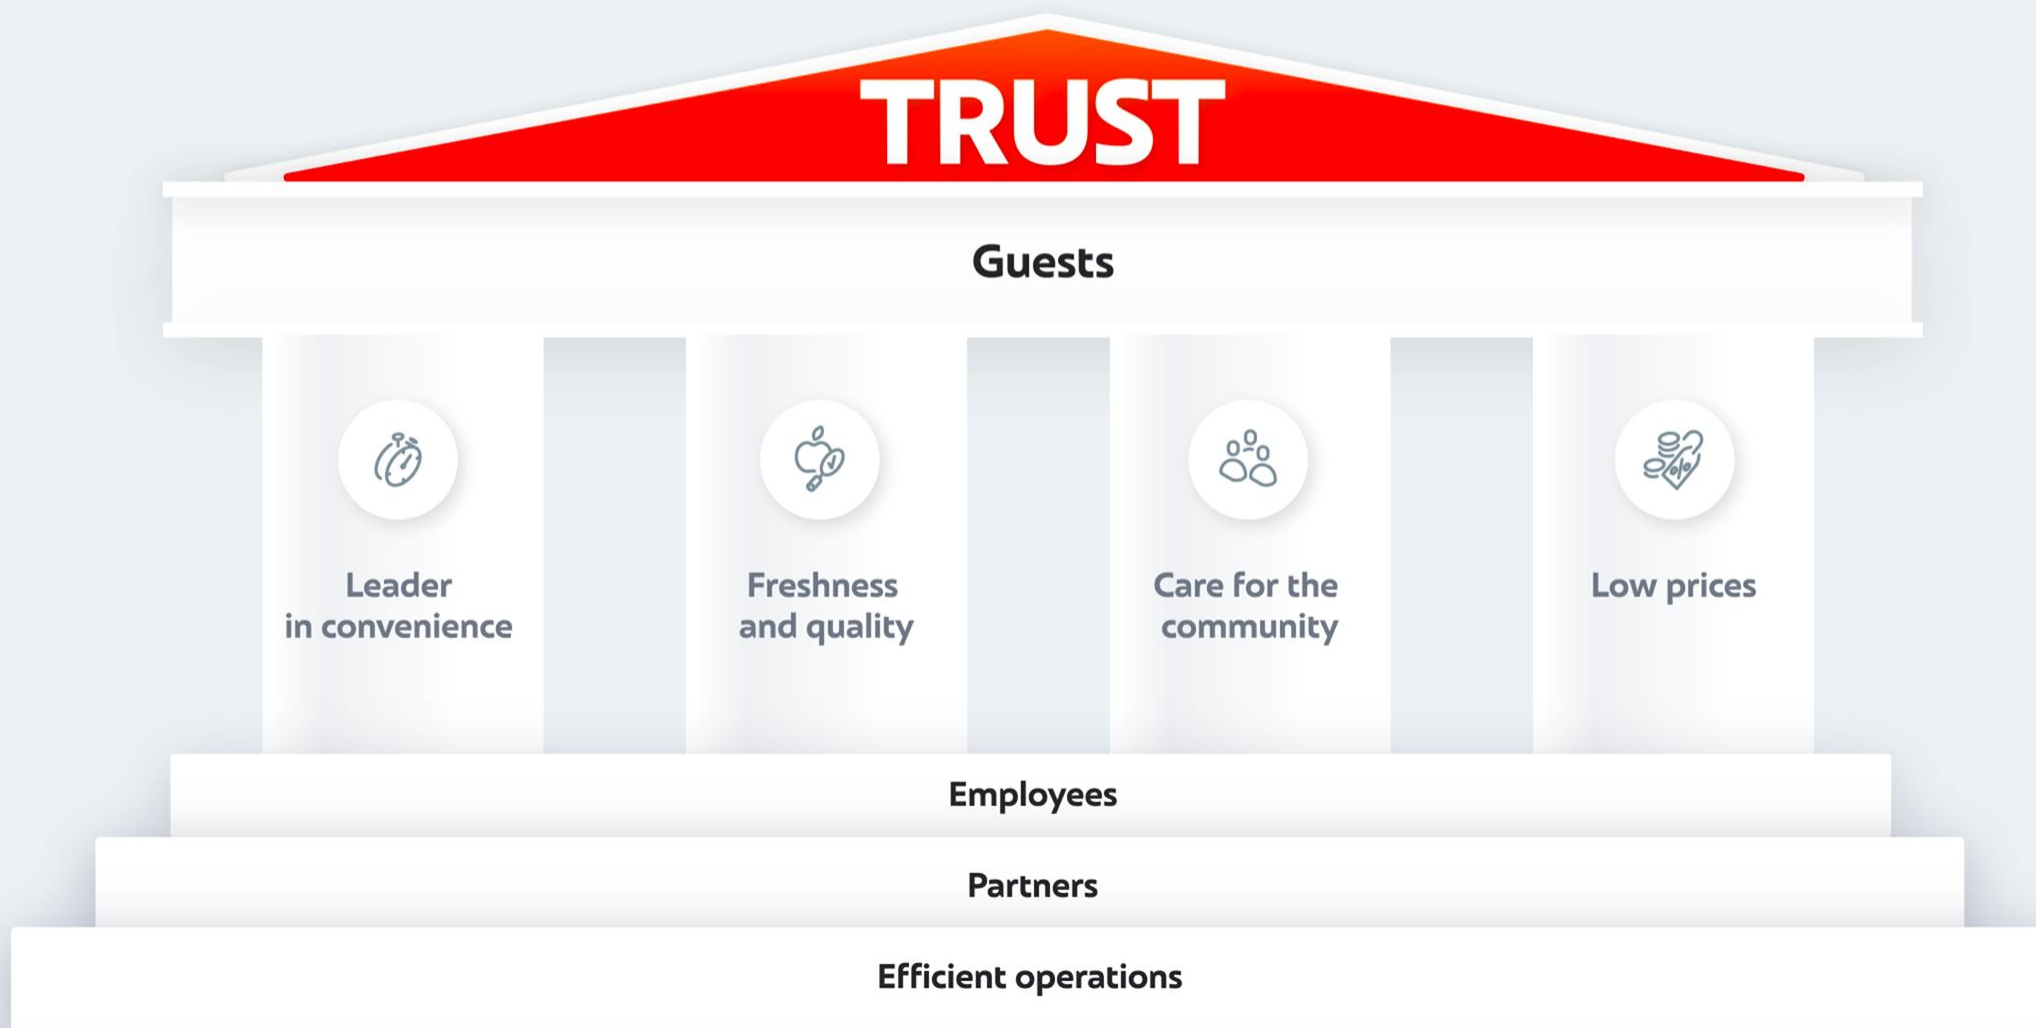 TRUST
Guests
Leader
in convenience
Freshness
and quality
Care for the
community
Low prices
Employees
Partners
Efficient operations